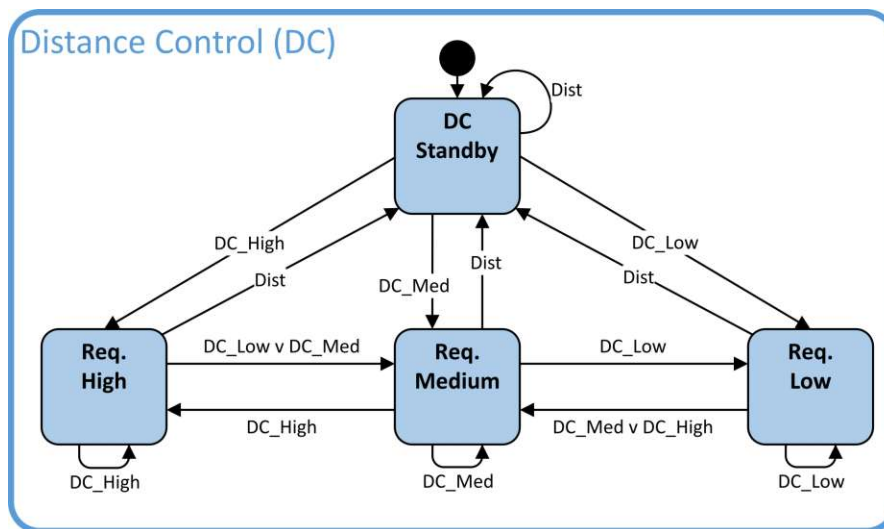 Distance Control (DC)
Dist
DC
Standby
DC_High
DC_Low
Dist
Dist
Dist
DC_Med
Req.
High
DC_Low v DC_Med
Req.
Medium
DC_Low
Req.
Low
DC_High
DC_Med v DC_High
DC_High
DC_Med
DC_Low